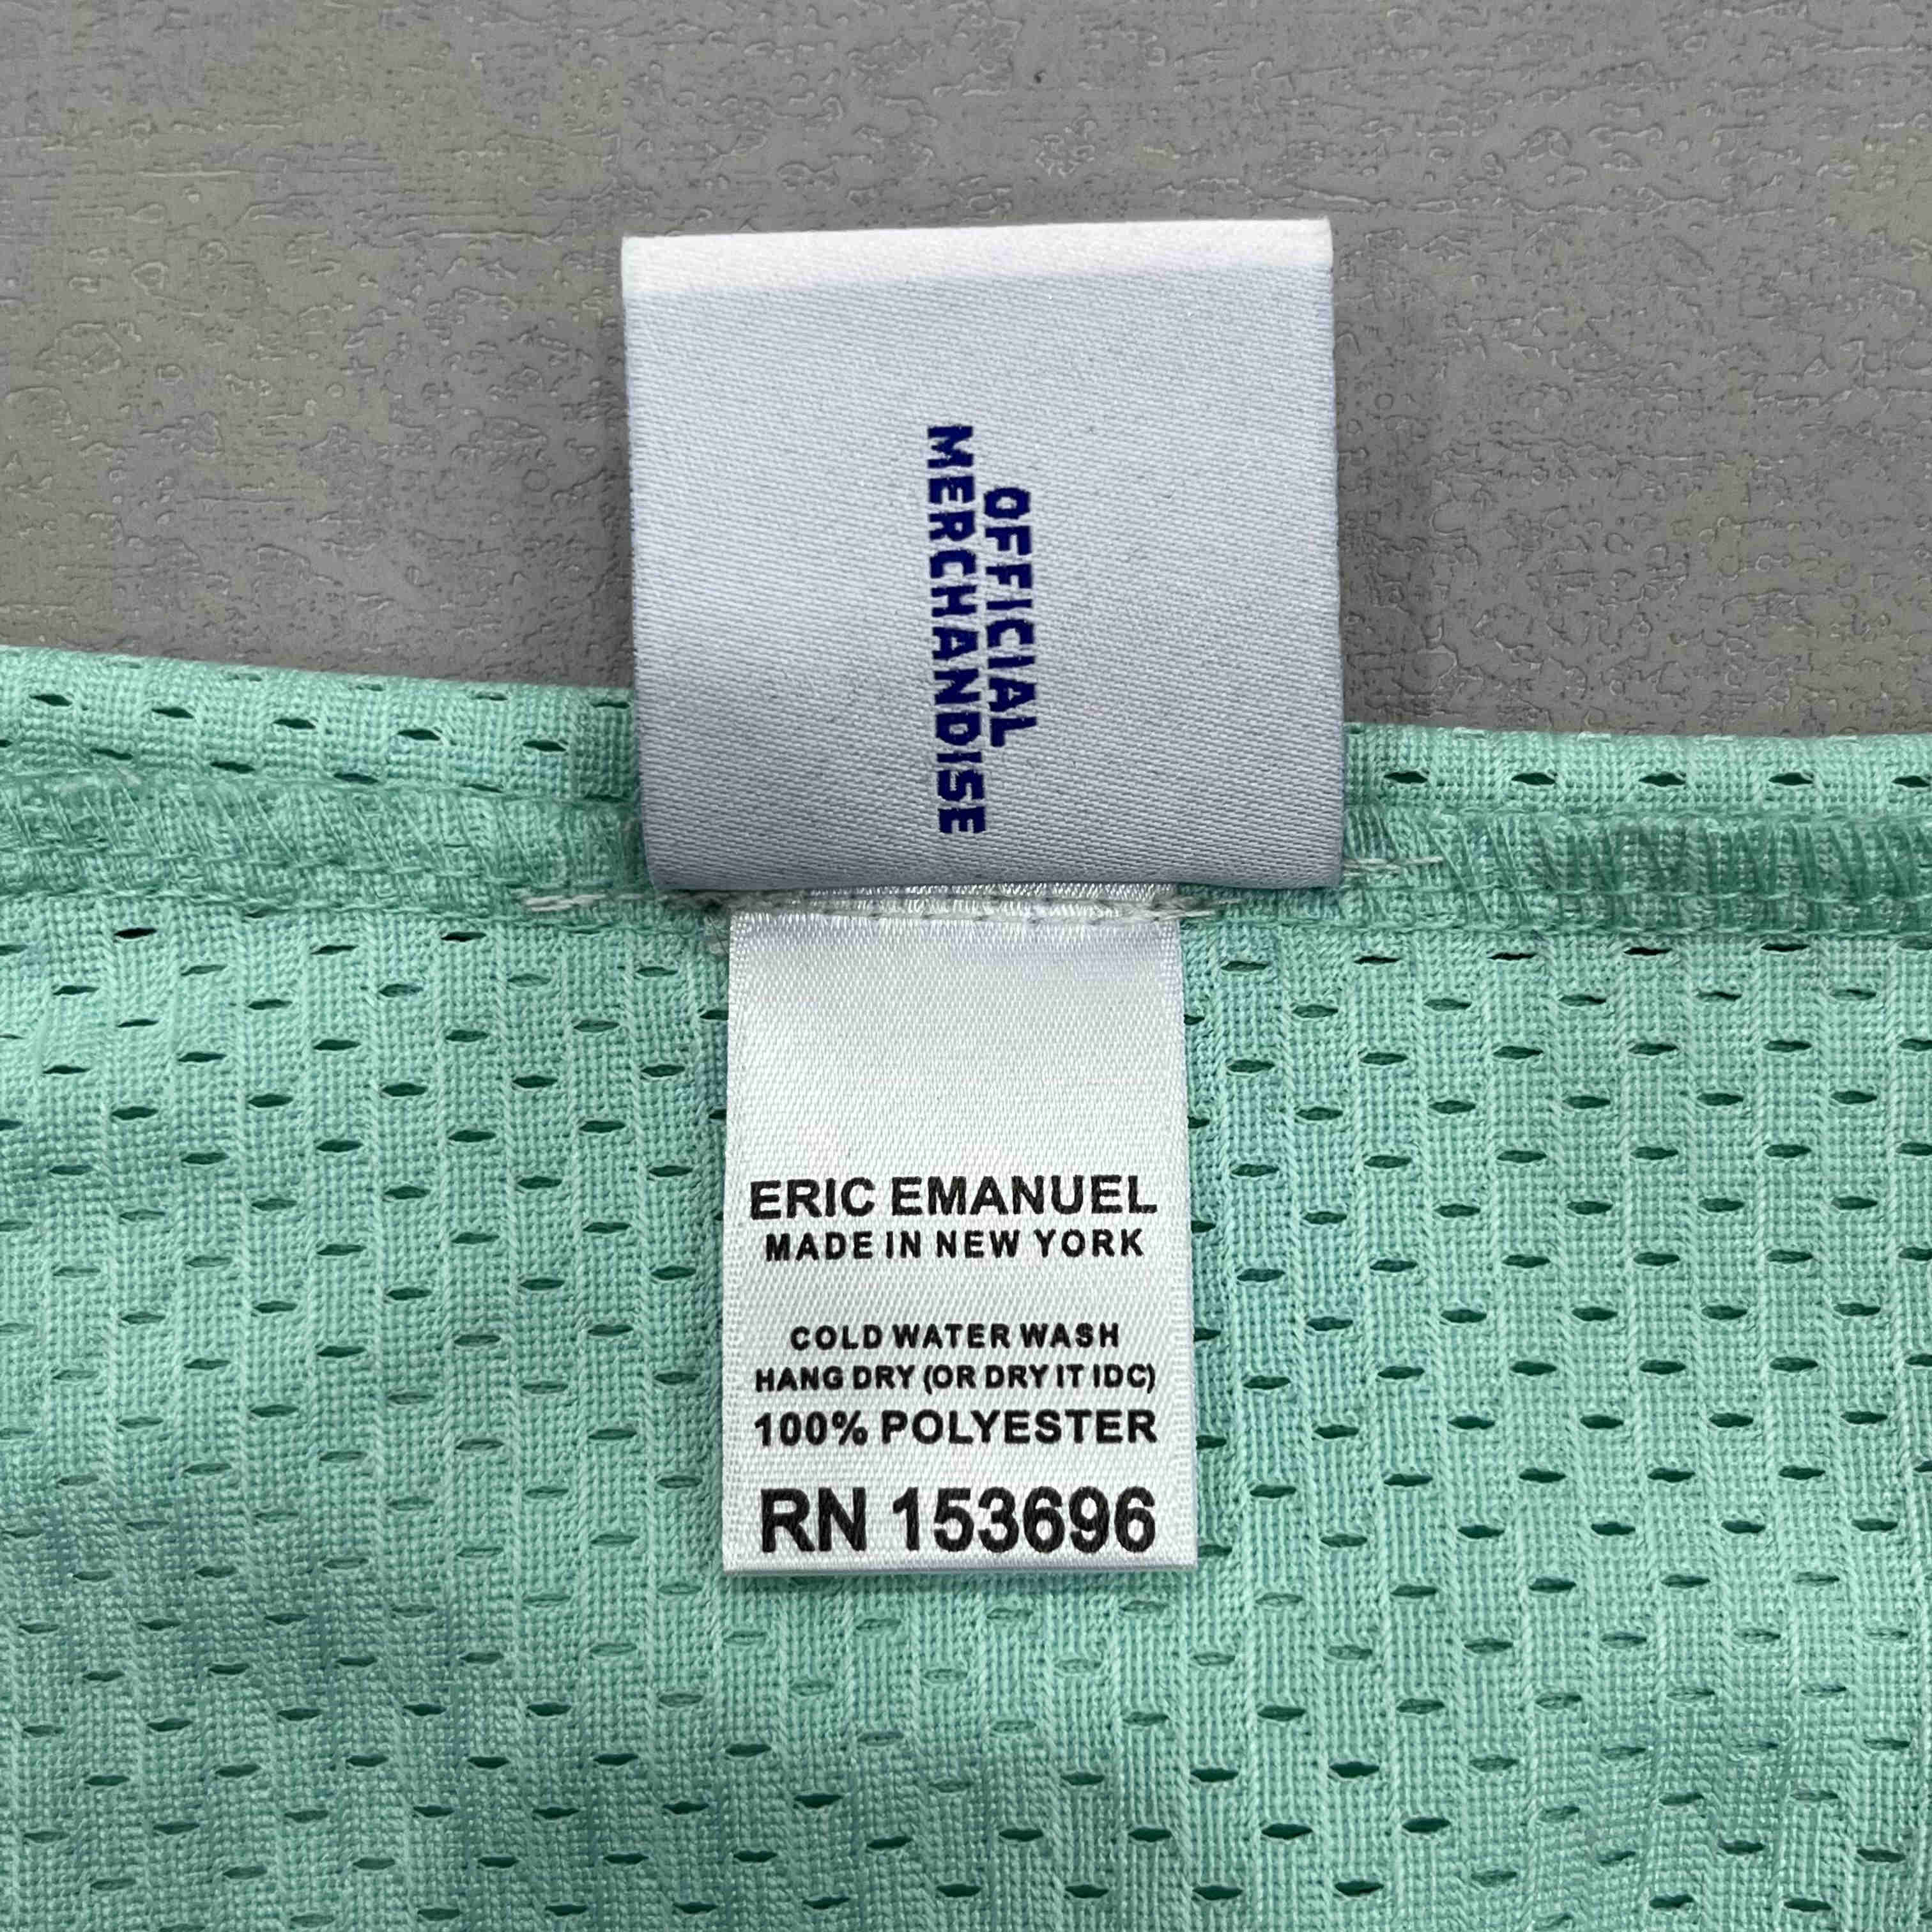 OFFICIAL
MERCHANDISE
ERIC EMANUEL
MADE IN NEW YORK
COLD WATER WASH
HANG DRY (OR DRY IT IDC)
100% POLYESTER
RN 153696